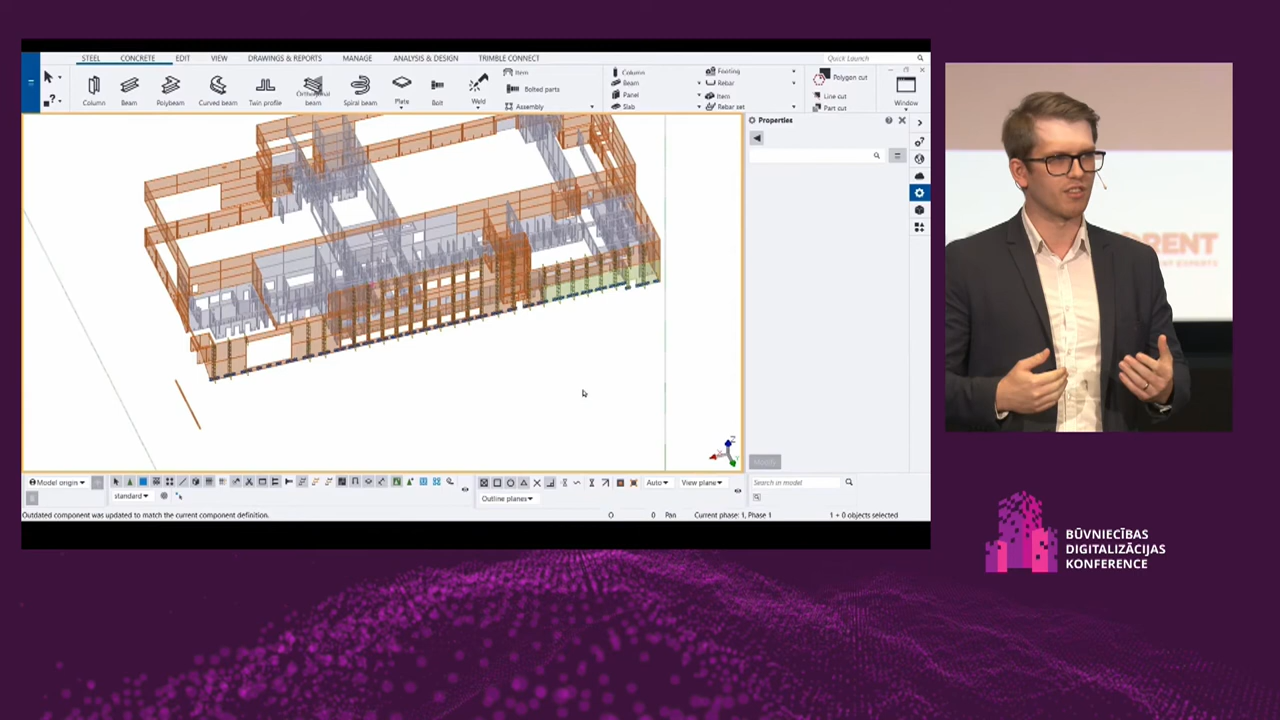 STEEL CONCRETE EDIT VIEW DRAWINGS & REPORTS MANAGE ANALYSIS & DESIGN TRIMBLE CONNECT Quick Launch
Column Beam Polybeam Curved beam Twin profile Orthogonal beam Spiral beam Plate Bolt Weld
Item
Bolted parts
Assembly
Column
Beam
Panel
Slab
Footing
Rebar
Item
Rebar set
Polygon cut
Line cut
Part cut
Window
Properties
Modify
Model origin
standard
Auto
View plane
Outline planes
Search in model
Outdated component was updated to match the current component definition.
O 0 Pan Current phase: 1, Phase 1 1 + 0 objects selected
RENT
EXPERTS
BŪVNIECĪBAS
DIGITALIZĀCIJAS
KONFERENCE